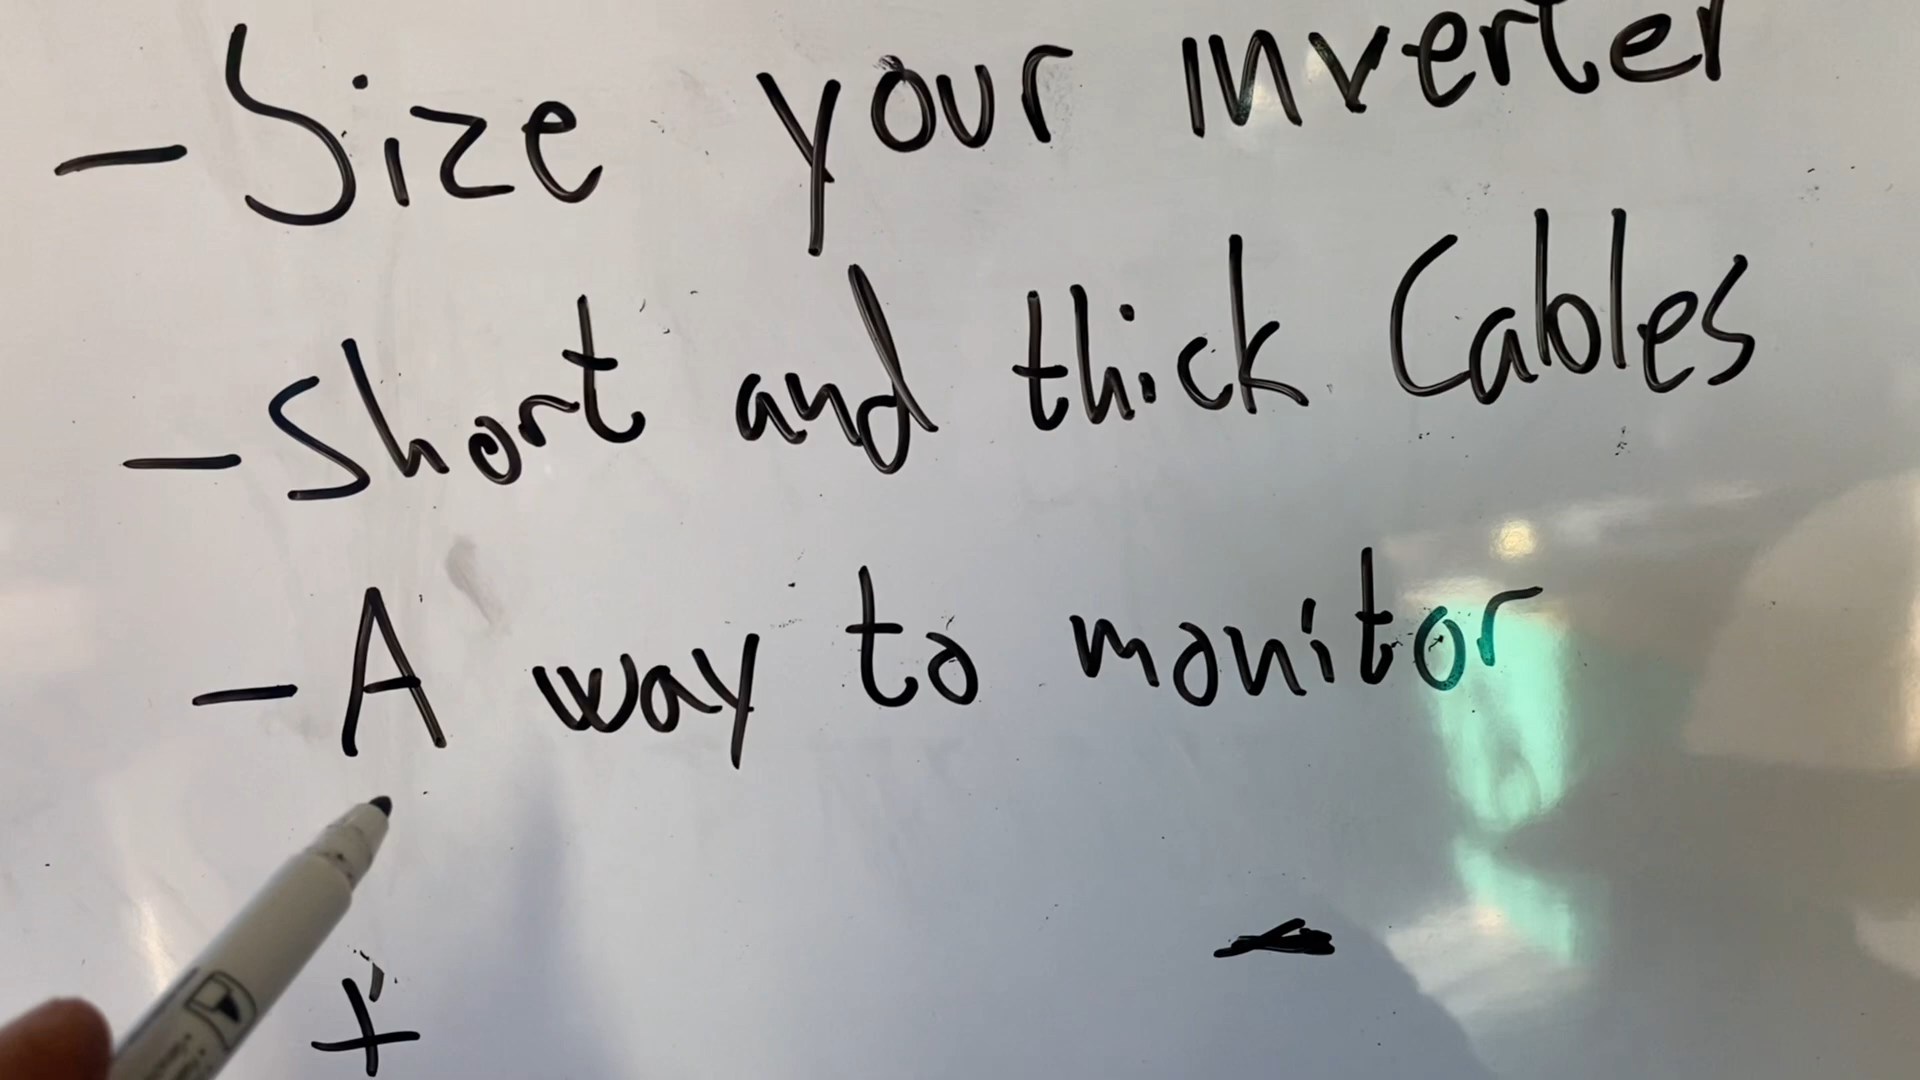 - Size your inverter
- Short and thick Cables
- A way to monitor
+ -